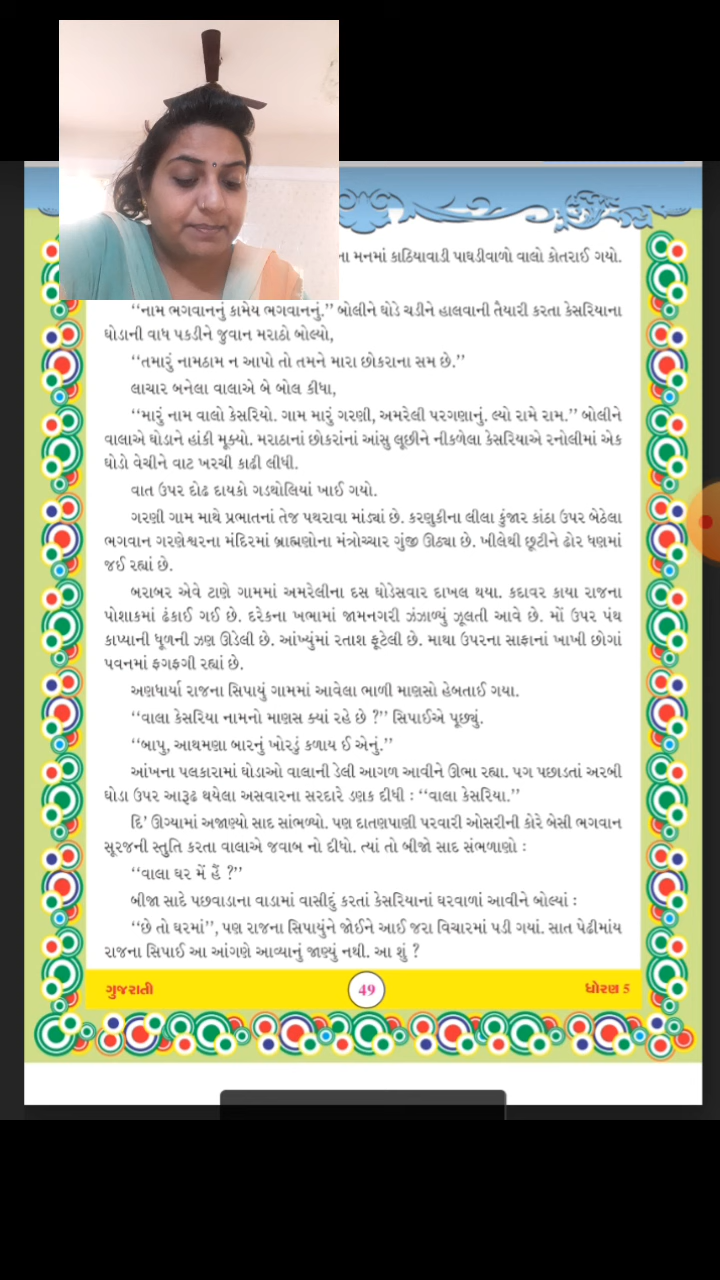 ના મનમાં કાઠિયાવાડી પાઘડીવાળો વાલો કોતરાઈ ગયો.
‘‘નામ ભગવાનનું કામેય ભગવાનનું.’’ બોલીને ઘોડે ચડીને હાલવાની તૈયારી કરતા કેસરિયાના
ઘોડાની વાઘ પકડીને જુવાન મરાઠો બોલ્યો,
‘‘તમારું નામઠામ ન આપો તો તમને મારા છોકરાના સમ છે.’’
લાચાર બનેલા વાલાએ બે બોલ કીધા,
‘‘મારું નામ વાલો કેસરિયો. ગામ મારું ગરણી, અમરેલી પરગણાનું. લ્યો રામે રામ.’’ બોલીને
વાલાએ ઘોડાને હાંકી મૂક્યો. મરાઠાનાં છોકરાંનાં આંસુ લૂછીને નીકળેલા કેસરિયાએ રનોલીમાં એક
ઘોડો વેચીને વાટ ખરચી કાઢી લીધી.
વાત ઉપર દોઢ દાયકો ગડથોલિયાં ખાઈ ગયો.
ગરણી ગામ માથે પ્રભાતનાં તેજ પથરાવા માંડ્યાં છે. કરણુકીના લીલા કુંજાર કાંઠા ઉપર બેઠેલા
ભગવાન ગરણેશ્વરના મંદિરમાં બ્રાહ્મણોના મંત્રોચ્ચાર ગુંજી ઊઠ્યા છે. ખીલેથી છૂટીને ઢોર ધણમાં
જઈ રહ્યાં છે.
બરાબર એવે ટાણે ગામમાં અમરેલીના દસ ઘોડેસવાર દાખલ થયા. કદાવર કાયા રાજના
પોશાકમાં ઢંકાઈ ગઈ છે. દરેકના ખભામાં જામનગરી ઝંઝાળ્યું ઝૂલતી આવે છે. મોં ઉપર પંથ
કાપ્યાની ધૂળની ઝણ ઊડેલી છે. આંખ્યુંમાં રતાશ ફૂટેલી છે. માથા ઉપરના સાફાનાં ખાખી છોગાં
પવનમાં ફગફગી રહ્યાં છે.
અણધાર્યા રાજના સિપાયું ગામમાં આવેલા ભાળી માણસો હેબતાઈ ગયા.
‘‘વાલા કેસરિયા નામનો માણસ ક્યાં રહે છે ?’’ સિપાઈએ પૂછ્યું.
‘‘બાપુ, આથમણા બારનું ખોરડું કળાય ઈ એનું.’’
આંખના પલકારામાં ઘોડાઓ વાલાની ડેલી આગળ આવીને ઊભા રહ્યા. પગ પછાડતાં અરબી
ઘોડા ઉપર આરૂઢ થયેલા અસવારના સરદારે ડણક દીધી : ‘‘વાલા કેસરિયા.’’
દિ’ ઊગ્યામાં અજાણ્યો સાદ સાંભળ્યો. પણ દાતણપાણી પરવારી ઓસરીની કોરે બેસી ભગવાન
સૂરજની સ્તુતિ કરતા વાલાએ જવાબ નો દીધો. ત્યાં તો બીજો સાદ સંભળાણો :
‘‘વાલા ઘર મેં હૈં ?’’
બીજા સાદે પછવાડાના વાડામાં વાસીદું કરતાં કેસરિયાનાં ઘરવાળાં આવીને બોલ્યાં :
‘‘છે તો ઘરમાં’’, પણ રાજના સિપાયુંને જોઈને આઈ જરા વિચારમાં પડી ગયાં. સાત પેઢીમાંય
રાજના સિપાઈ આ આંગણે આવ્યાનું જાણ્યું નથી. આ શું ?
ગુજરાતી
49
ધોરણ 5